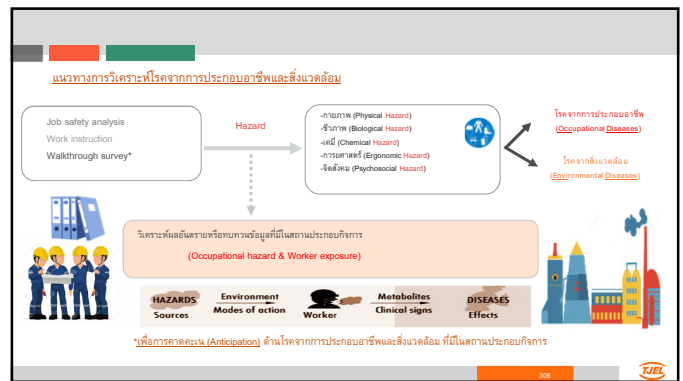 แนวทางการวิเคราะห์โรคจากการประกอบอาชีพและสิ่งแวดล้อม
Job safety analysis
Work instruction
Walkthrough survey*
Hazard
-กายภาพ (Physical Hazard)
-ชีวภาพ (Biological Hazard)
-เคมี (Chemical Hazard)
-การยศาสตร์ (Ergonomic Hazard)
-จิตสังคม (Psychosocial Hazard)
โรคจากการประกอบอาชีพ
(Occupational Diseases)
โรคจากสิ่งแวดล้อม
(Environmental Diseases)
วิเคราะห์ผลอันตรายหรือทบทวนข้อมูลที่มีในสถานประกอบกิจการ
(Occupational hazard & Worker exposure)
HAZARDS
Sources
Environment
Modes of action
Worker
Metabolites
Clinical signs
DISEASES
Effects
*เพื่อการคาดคะเน (Anticipation) ด้านโรคจากการประกอบอาชีพและสิ่งแวดล้อม ที่มีในสถานประกอบกิจการ
308
TJEL